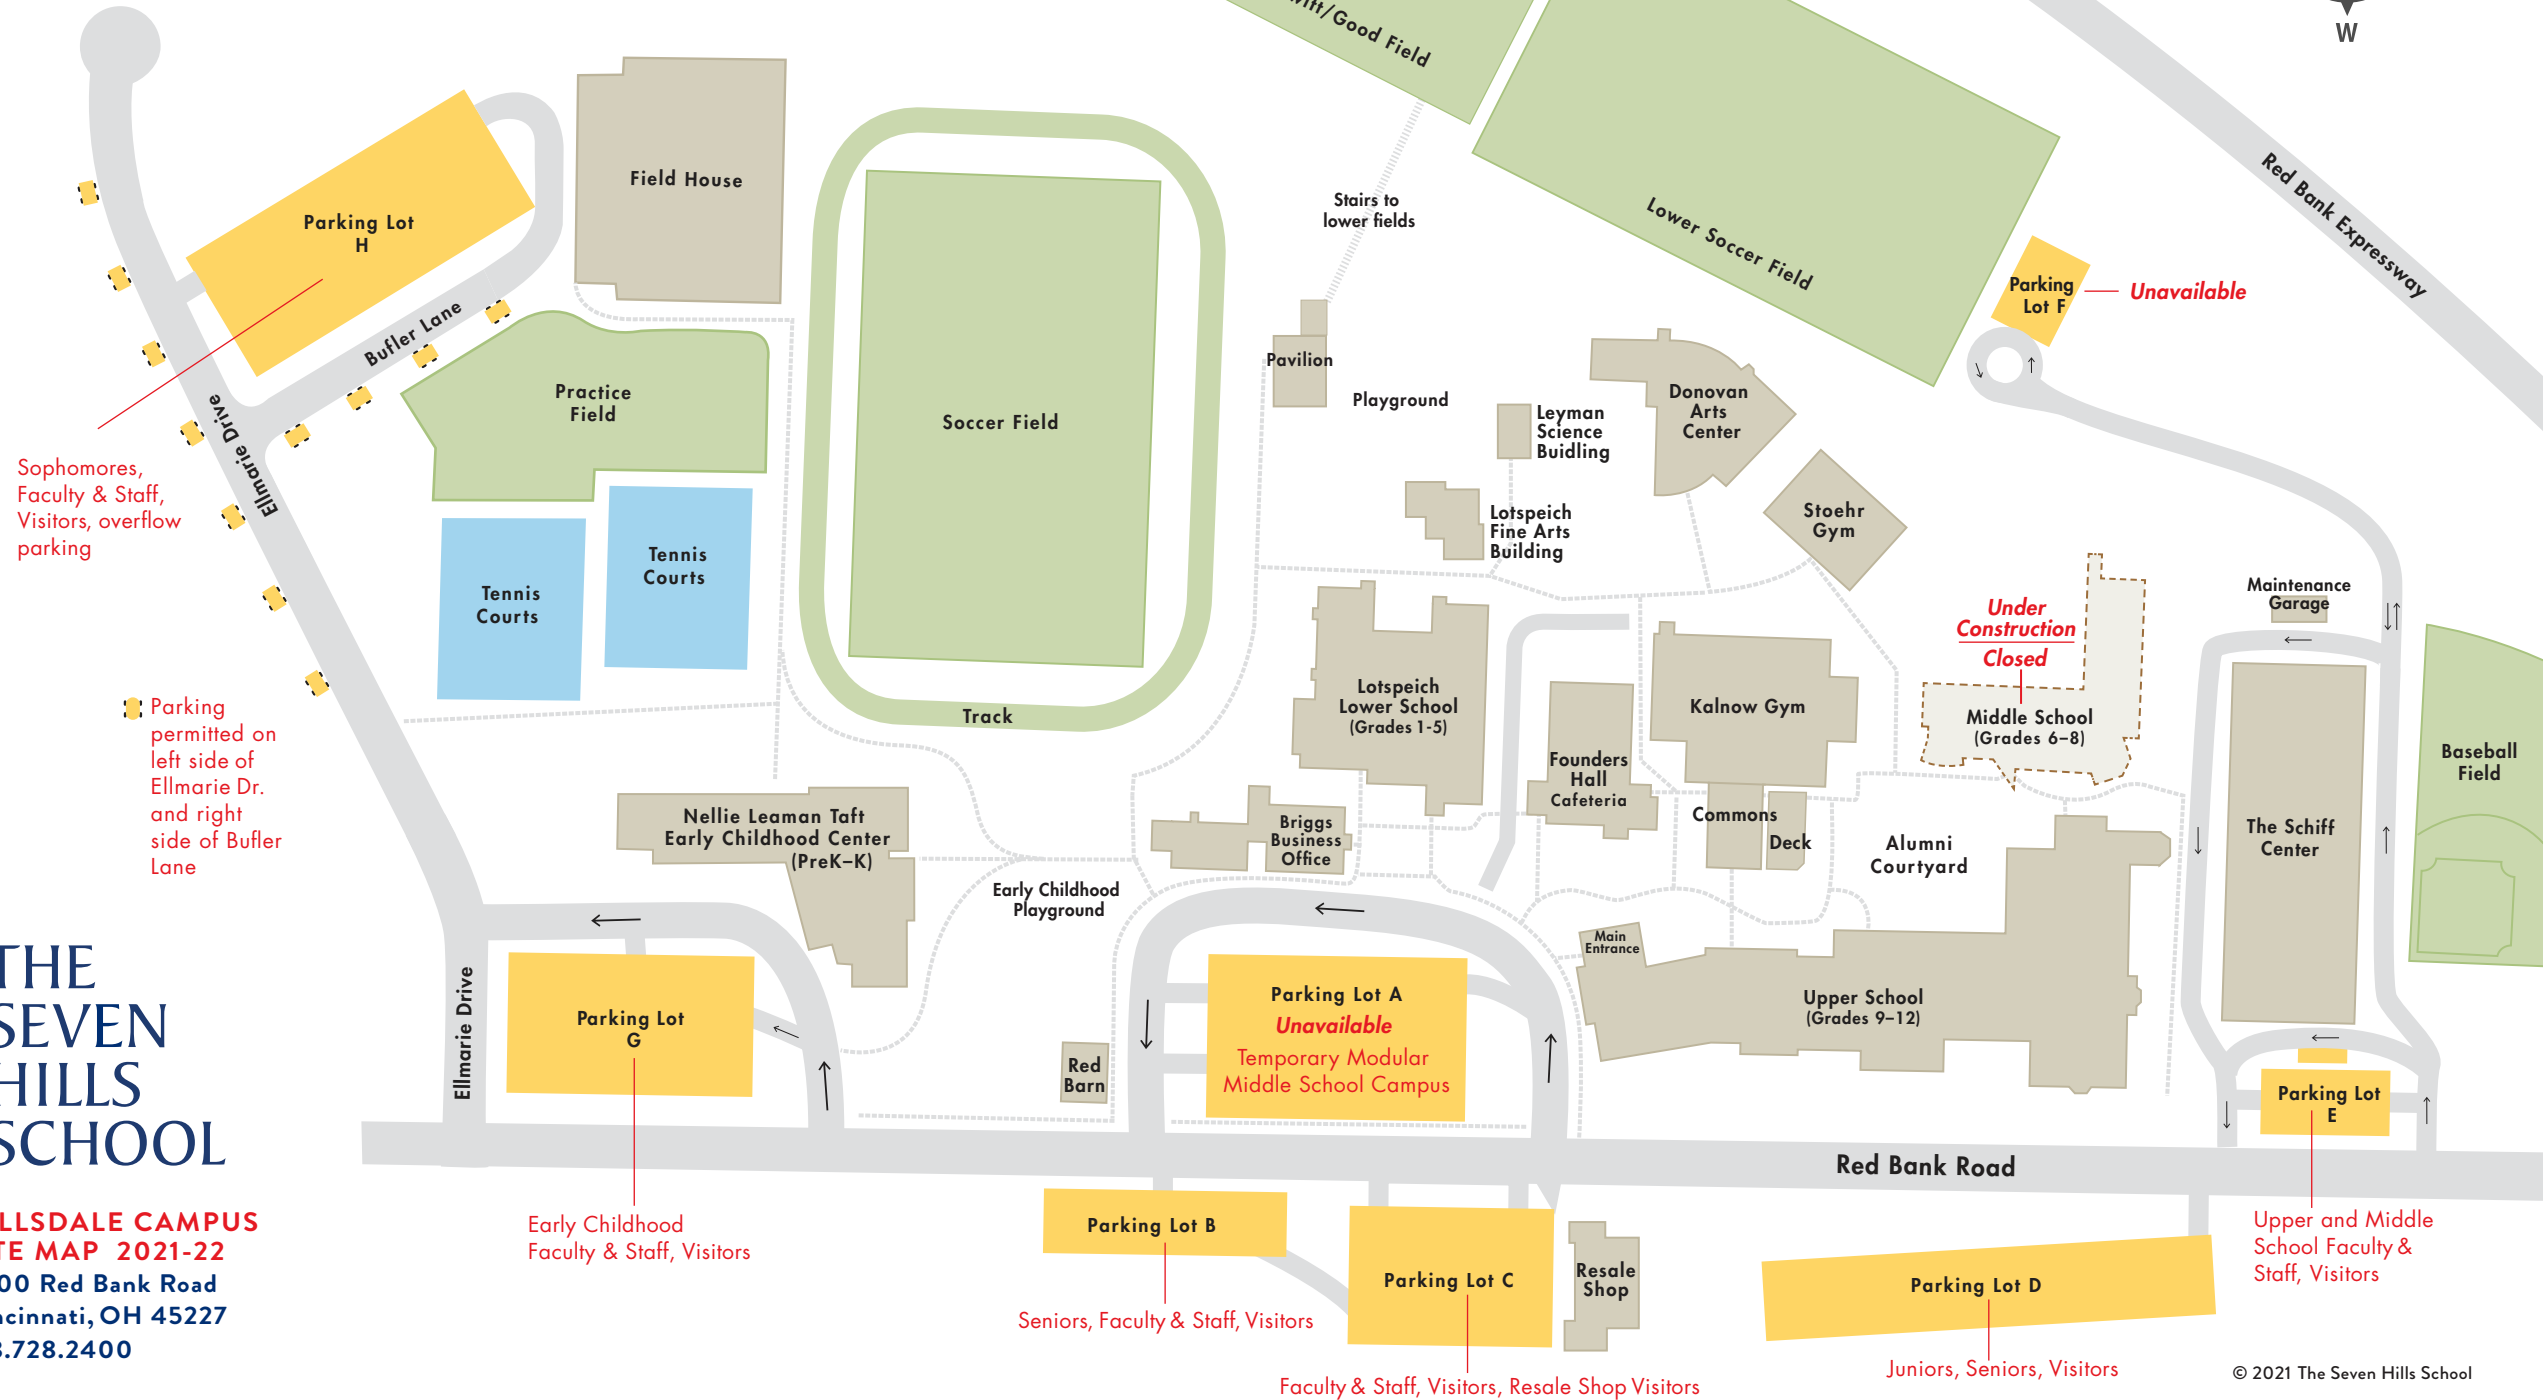 W
Good Field
Lower Soccer Field
Red Bank Expressway
Parking
Lot F
Unavailable
Field House
Parking Lot
H
Bufler Lane
Ellmarie Drive
Sophomores,
Faculty & Staff,
Visitors, overflow
parking
Practice
Field
Tennis
Courts
Tennis
Courts
Soccer Field
Track
Stairs to
lower fields
Pavilion
Playground
Leyman
Science
Buidling
Donovan
Arts
Center
Stoehr
Gym
Lotspeich
Fine Arts
Building
Under
Construction
Closed
Middle School
(Grades 6–8)
Maintenance
Garage
Baseball
Field
The Schiff
Center
Lotspeich
Lower School
(Grades 1-5)
Kalnow Gym
Founders
Hall
Cafeteria
Commons
Deck
Alumni
Courtyard
Parking
permitted on
left side of
Ellmarie Dr.
and right
side of Bufler
Lane
Nellie Leaman Taft
Early Childhood Center
(PreK–K)
Briggs
Business
Office
Early Childhood
Playground
Main
Entrance
Upper School
(Grades 9–12)
Parking Lot A
Unavailable
Temporary Modular
Middle School Campus
Red
Barn
Parking Lot
G
Ellmarie Drive
Parking Lot
E
Red Bank Road
THE
SEVEN
HILLS
SCHOOL
LLSDALE CAMPUS
TE MAP 2021-22
00 Red Bank Road
ncinnati, OH 45227
3.728.2400
Early Childhood
Faculty & Staff, Visitors
Parking Lot B
Seniors, Faculty & Staff, Visitors
Parking Lot C
Faculty & Staff, Visitors, Resale Shop Visitors
Resale
Shop
Parking Lot D
Juniors, Seniors, Visitors
Upper and Middle
School Faculty &
Staff, Visitors
© 2021 The Seven Hills School